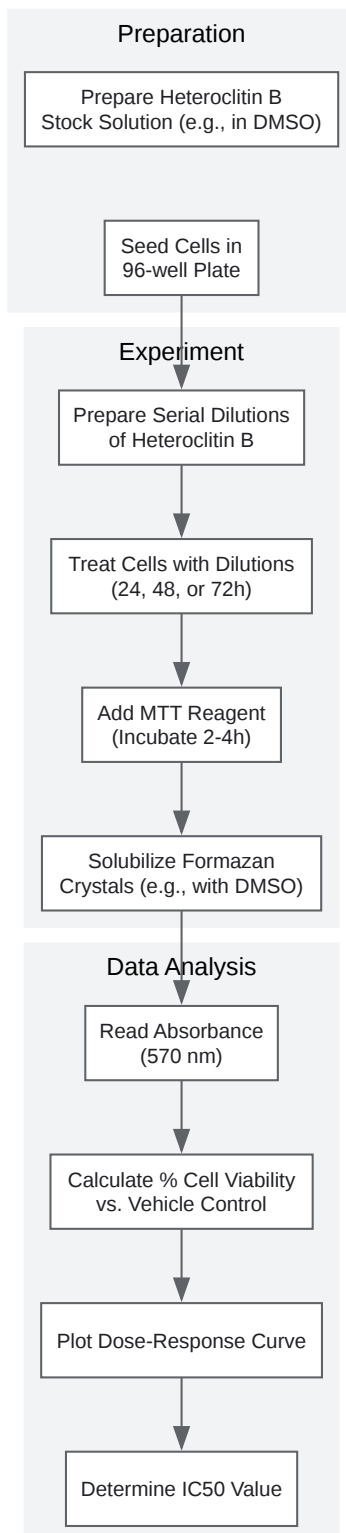 Preparation
Prepare Heteroclitin B
Stock Solution (e.g., in DMSO)
Seed Cells in
96-well Plate
Experiment
Prepare Serial Dilutions
of Heteroclitin B
Treat Cells with Dilutions
(24, 48, or 72h)
Add MTT Reagent
(Incubate 2-4h)
Solubilize Formazan
Crystals (e.g., with DMSO)
Data Analysis
Read Absorbance
(570 nm)
Calculate % Cell Viability
vs. Vehicle Control
Plot Dose-Response Curve
Determine IC50 Value